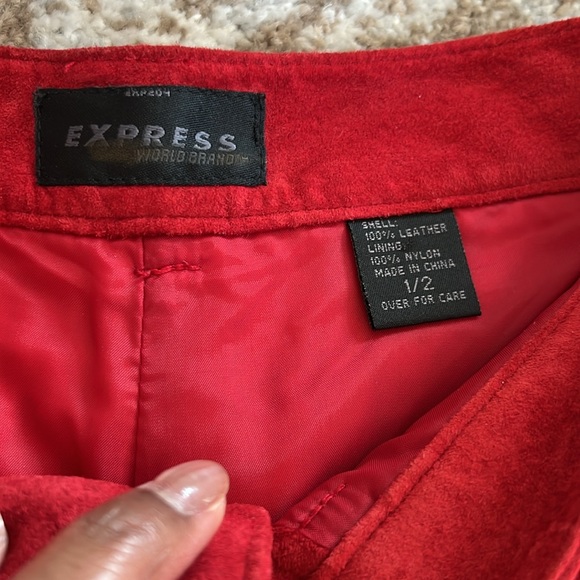 EXPRESS
WORLD BRAND
SHELL:
100% LEATHER
LINING:
100% NYLON
MADE IN CHINA
1/2
OVER FOR CARE